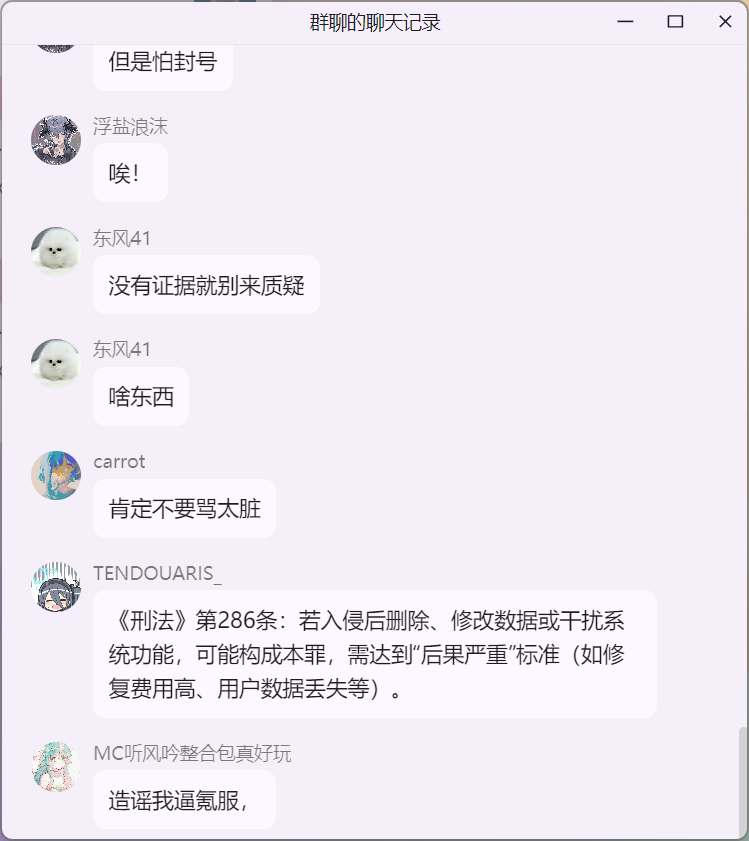 群聊的聊天记录
但是怕封号
浮盐浪沫
唉！
东风41
没有证据就别来质疑
东风41
啥东西
carrot
肯定不要骂太脏
TENDOUARIS_
《刑法》第286条：若入侵后删除、修改数据或干扰系
统功能，可能构成本罪，需达到“后果严重”标准（如修
复费用高、用户数据丢失等）。
MC听风吟整合包真好玩
造谣我逼氪服，